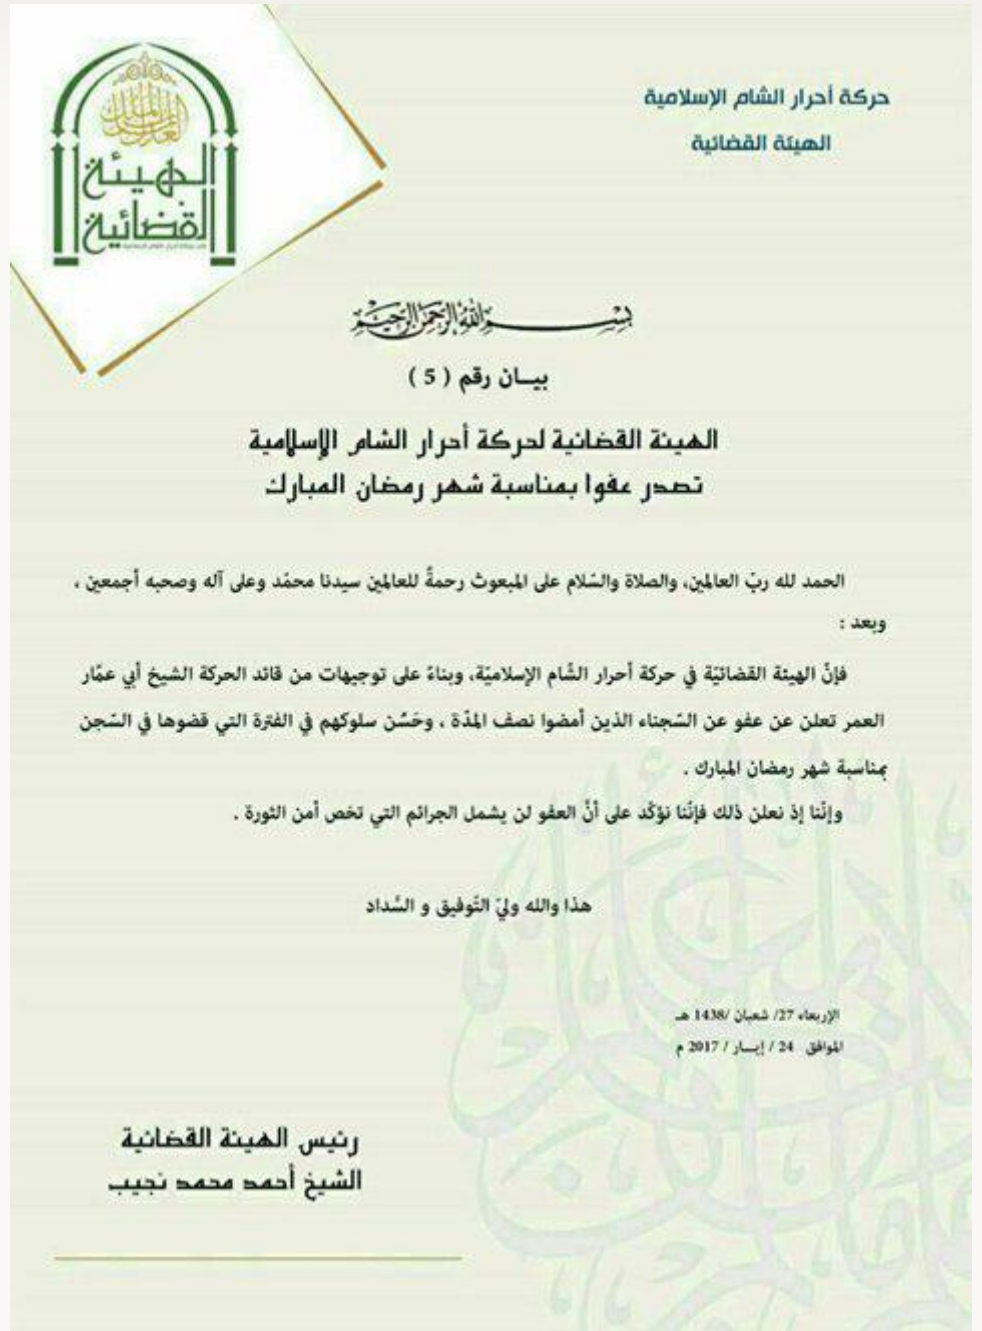 حركة أحرار الشام الإسلامية
الهيئة القضائية
الهيئة
القضائية
بسم الله الرحمن الرحيم
بيــان رقم ( 5 )
الهيئة القضائية لحركة أحرار الشام الإسلامية
تصدر عفوا بمناسبة شهر رمضان المبارك
الحمد لله ربّ العالمين، والصلاة والسّلام على المبعوث رحمةً للعالمين سيدنا محمّد وعلى آله وصحبه أجمعين ،
وبعد :
فإنّ الهيئة القضائيّة في حركة أحرار الشّام الإسلاميّة، وبناءً على توجيهات من قائد الحركة الشيخ أبي عمّار
العمر تعلن عن عفو عن السّجناء الذين أمضوا نصف المدّة ، وحَسُن سلوكهم في الفترة التي قضوها في السّجن
بمناسبة شهر رمضان المبارك .
وإنّنا إذ نعلن ذلك فإنّنا نؤكّد على أنَّ العفو لن يشمل الجرائم التي تخص أمن الثورة .
هذا والله وليّ التّوفيق و السَّداد
الإربعاء 27/ شعبان /1438 هـ
الموافق 24 / إيــار / 2017 م
رئيس الهيئة القضائية
الشيخ أحمد محمد نجيب